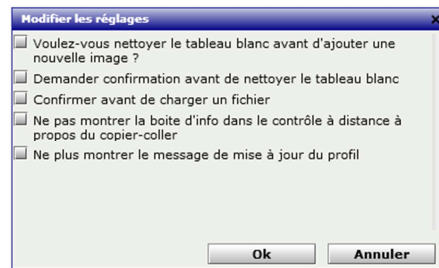 Modifier les réglages
Voulez-vous nettoyer le tableau blanc avant d'ajouter une
nouvelle image ?
Demander confirmation avant de nettoyer le tableau blanc
Confirmer avant de charger un fichier
Ne pas montrer la boite d'info dans le contrôle à distance à
propos du copier-coller
Ne plus montrer le message de mise à jour du profil
Ok
Annuler